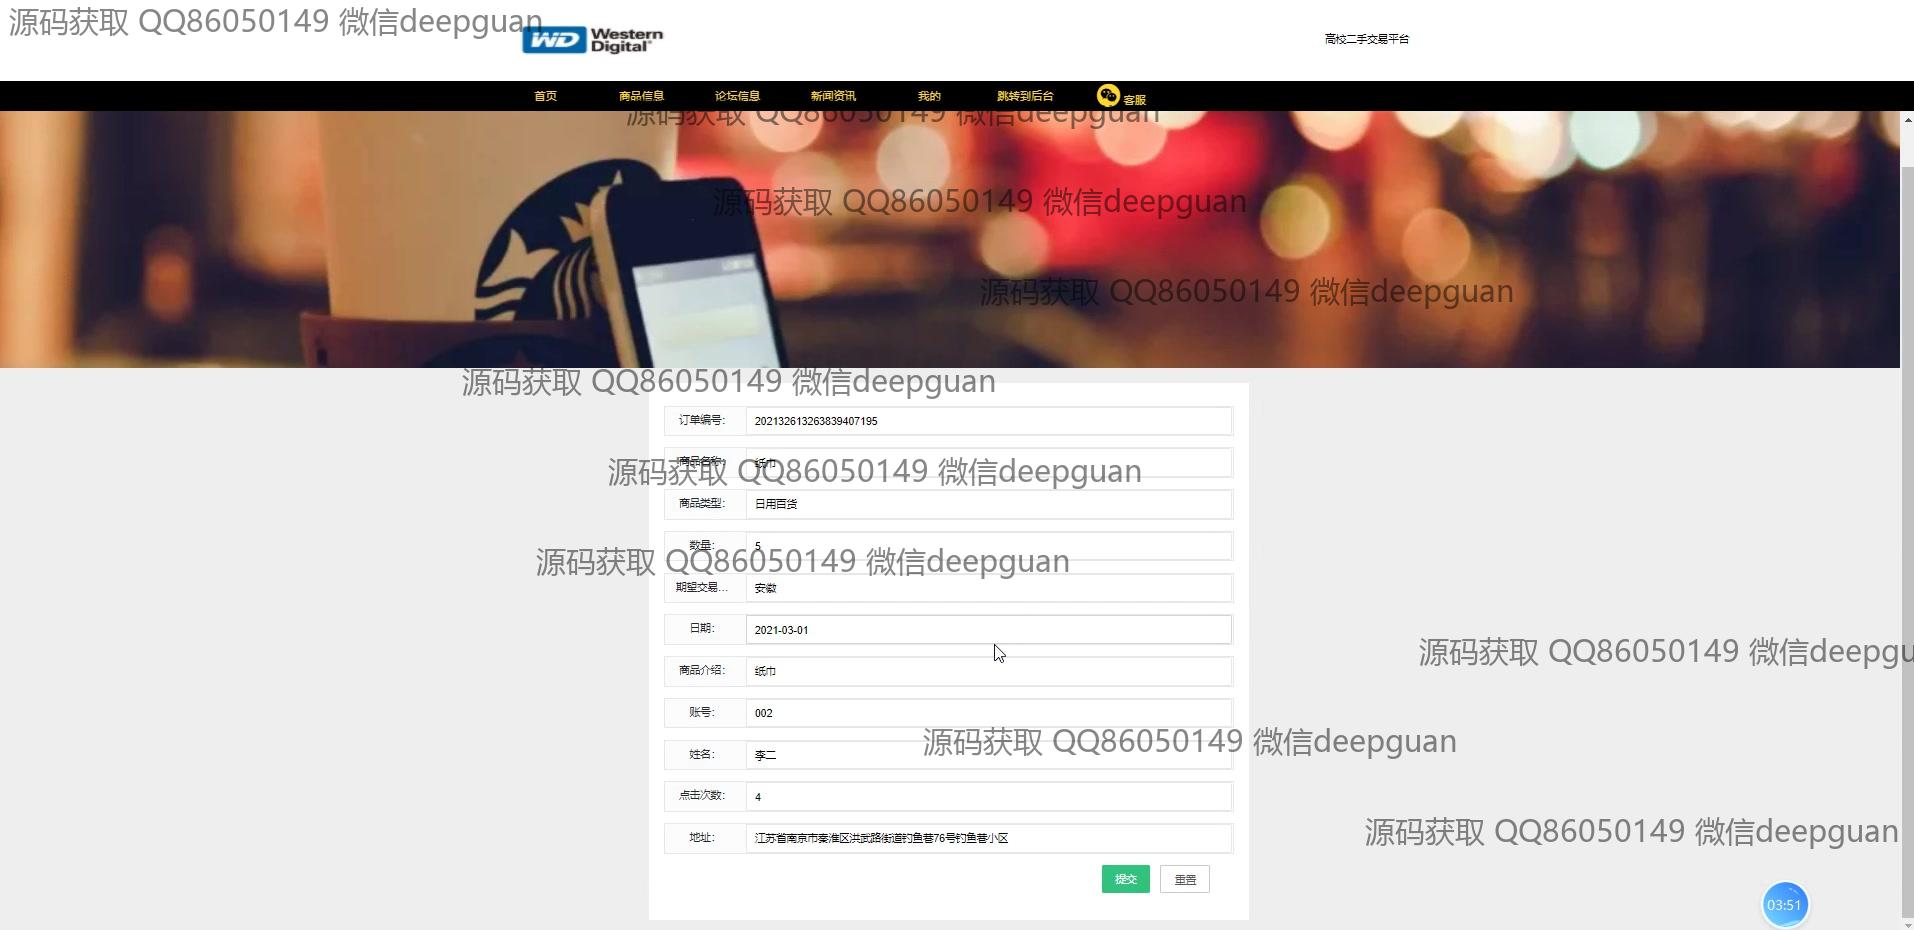 源码获取 QQ86050149 微信deepguan
WD Western Digital
高校二手交易平台
首页 商品信息 论坛信息 新闻资讯 我的 跳转到后台 客服
源码获取 QQ86050149 微信deepguan
源码获取 QQ86050149 微信deepguan
源码获取 QQ86050149 微信deepguan
源码获取 QQ86050149 微信deepguan
订单编号： 202132613263839407195
商品名称： 纸巾
源码获取 QQ86050149 微信deepguan
商品类型： 日用百货
数量： 5
源码获取 QQ86050149 微信deepguan
期望交易... 安徽
日期： 2021-03-01
源码获取 QQ86050149 微信deepgu
商品介绍： 纸巾
账号： 002
源码获取 QQ86050149 微信deepguan
姓名： 李二
点击次数： 4
源码获取 QQ86050149 微信deepguan
地址： 江苏省南京市秦淮区洪武路街道钓鱼巷76号钓鱼巷小区
提交 重置
03:51